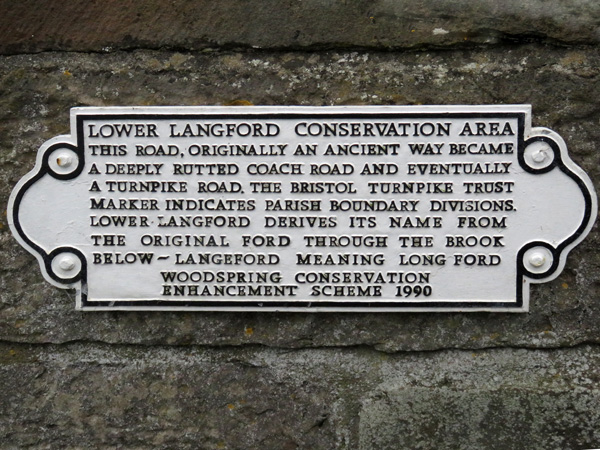 LOWER LANGFORD CONSERVATION AREA
THIS ROAD, ORIGINALLY AN ANCIENT WAY BECAME
A DEEPLY RUTTED COACH ROAD AND EVENTUALLY
A TURNPIKE ROAD. THE BRISTOL TURNPIKE TRUST
MARKER INDICATES PARISH BOUNDARY DIVISIONS.
LOWER LANGFORD DERIVES ITS NAME FROM
THE ORIGINAL FORD THROUGH THE BROOK
BELOW ~ LANGEFORD MEANING LONG FORD
WOODSPRING CONSERVATION
ENHANCEMENT SCHEME 1990